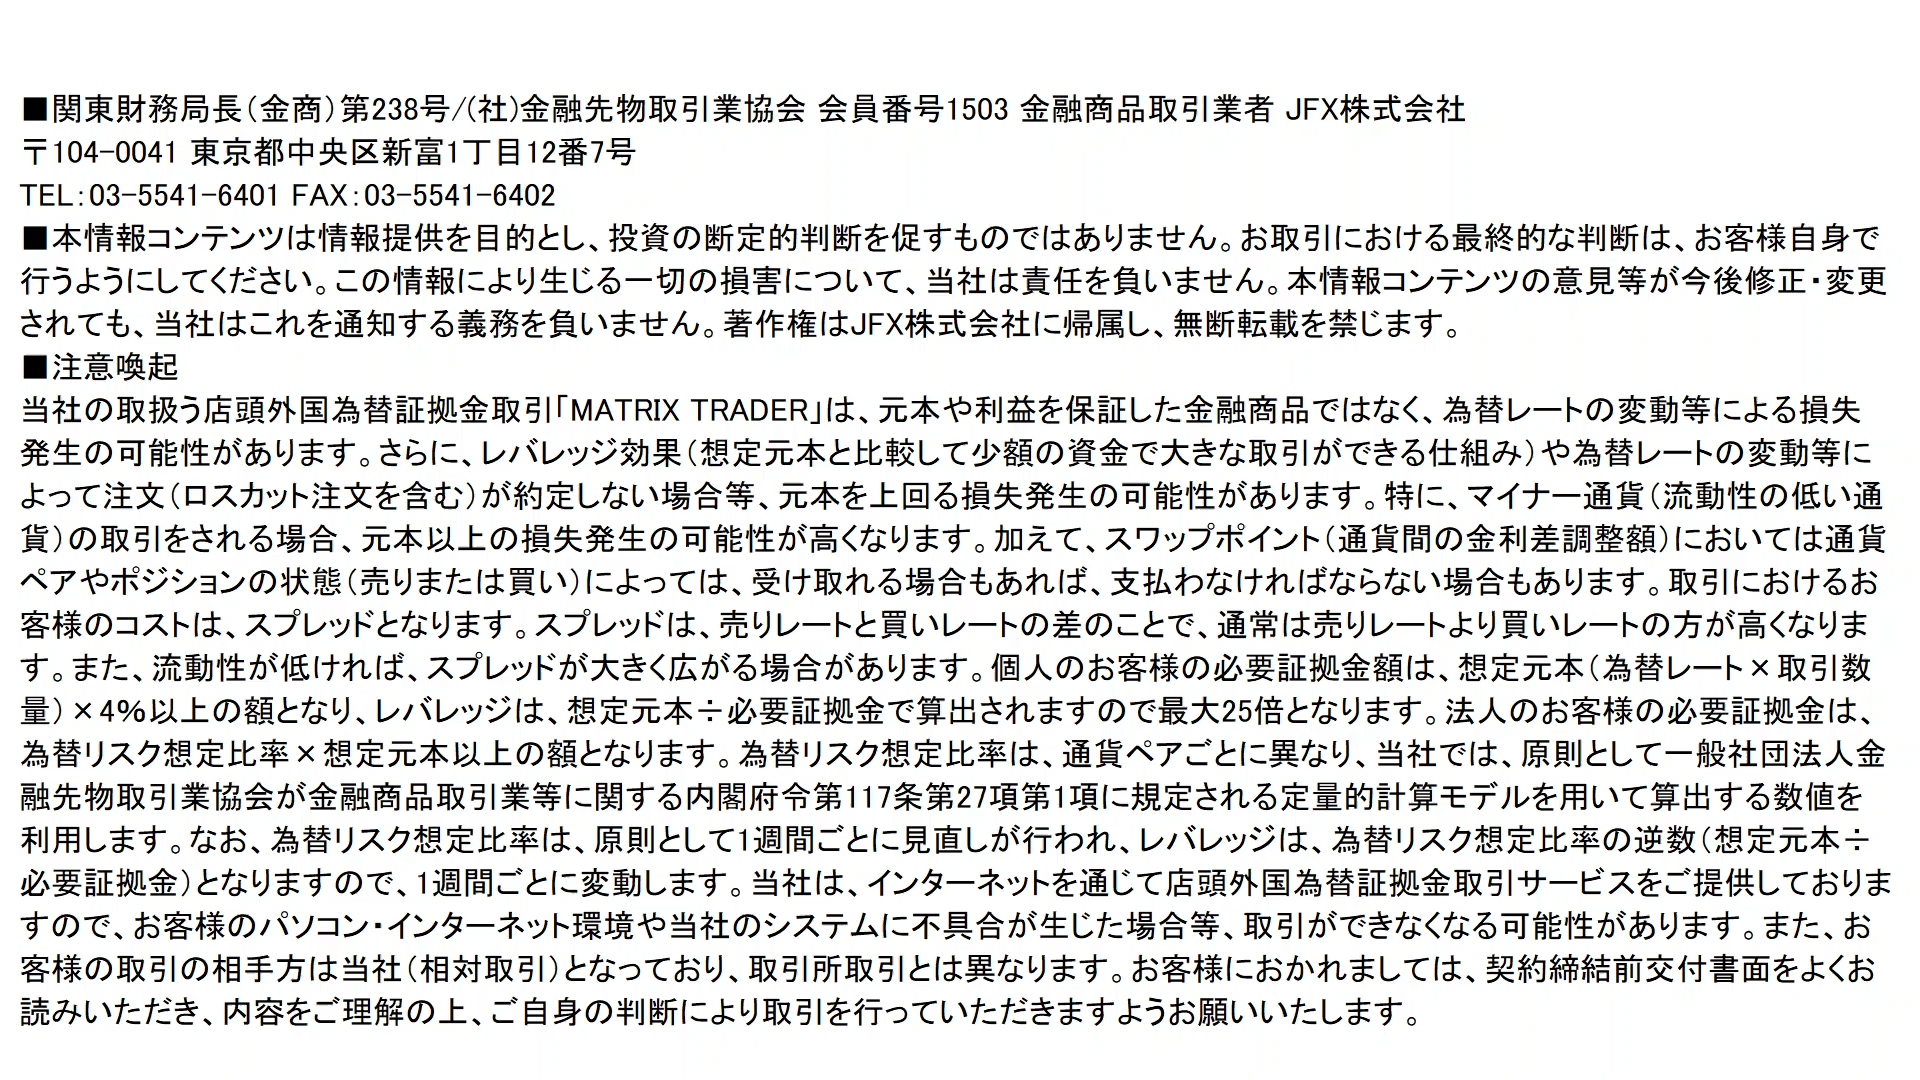 ■関東財務局長（金商）第238号/(社)金融先物取引業協会 会員番号1503 金融商品取引業者 JFX株式会社
〒104-0041 東京都中央区新富1丁目12番7号
TEL：03-5541-6401 FAX：03-5541-6402
■本情報コンテンツは情報提供を目的とし、投資の断定的判断を促すものではありません。お取引における最終的な判断は、お客様自身で
行うようにしてください。この情報により生じる一切の損害について、当社は責任を負いません。本情報コンテンツの意見等が今後修正・変更
されても、当社はこれを通知する義務を負いません。著作権はJFX株式会社に帰属し、無断転載を禁じます。
■注意喚起
当社の取扱う店頭外国為替証拠金取引「MATRIX TRADER」は、元本や利益を保証した金融商品ではなく、為替レートの変動等による損失
発生の可能性があります。さらに、レバレッジ効果（想定元本と比較して少額の資金で大きな取引ができる仕組み）や為替レートの変動等に
よって注文（ロスカット注文を含む）が約定しない場合等、元本を上回る損失発生の可能性があります。特に、マイナー通貨（流動性の低い通
貨）の取引をされる場合、元本以上の損失発生の可能性が高くなります。加えて、スワップポイント（通貨間の金利差調整額）においては通貨
ペアやポジションの状態（売りまたは買い）によっては、受け取れる場合もあれば、支払わなければならない場合もあります。取引におけるお
客様のコストは、スプレッドとなります。スプレッドは、売りレートと買いレートの差のことで、通常は売りレートより買いレートの方が高くなりま
す。また、流動性が低ければ、スプレッドが大きく広がる場合があります。個人のお客様の必要証拠金額は、想定元本（為替レート×取引数
量）×4％以上の額となり、レバレッジは、想定元本÷必要証拠金で算出されますので最大25倍となります。法人のお客様の必要証拠金は、
為替リスク想定比率×想定元本以上の額となります。為替リスク想定比率は、通貨ペアごとに異なり、当社では、原則として一般社団法人金
融先物取引業協会が金融商品取引業等に関する内閣府令第117条第27項第1項に規定される定量的計算モデルを用いて算出する数値を
利用します。なお、為替リスク想定比率は、原則として1週間ごとに見直しが行われ、レバレッジは、為替リスク想定比率の逆数（想定元本÷
必要証拠金）となりますので、1週間ごとに変動します。当社は、インターネットを通じて店頭外国為替証拠金取引サービスをご提供しておりま
すので、お客様のパソコン・インターネット環境や当社のシステムに不具合が生じた場合等、取引ができなくなる可能性があります。また、お
客様の取引の相手方は当社（相対取引）となっており、取引所取引とは異なります。お客様におかれましては、契約締結前交付書面をよくお
読みいただき、内容をご理解の上、ご自身の判断により取引を行っていただきますようお願いいたします。